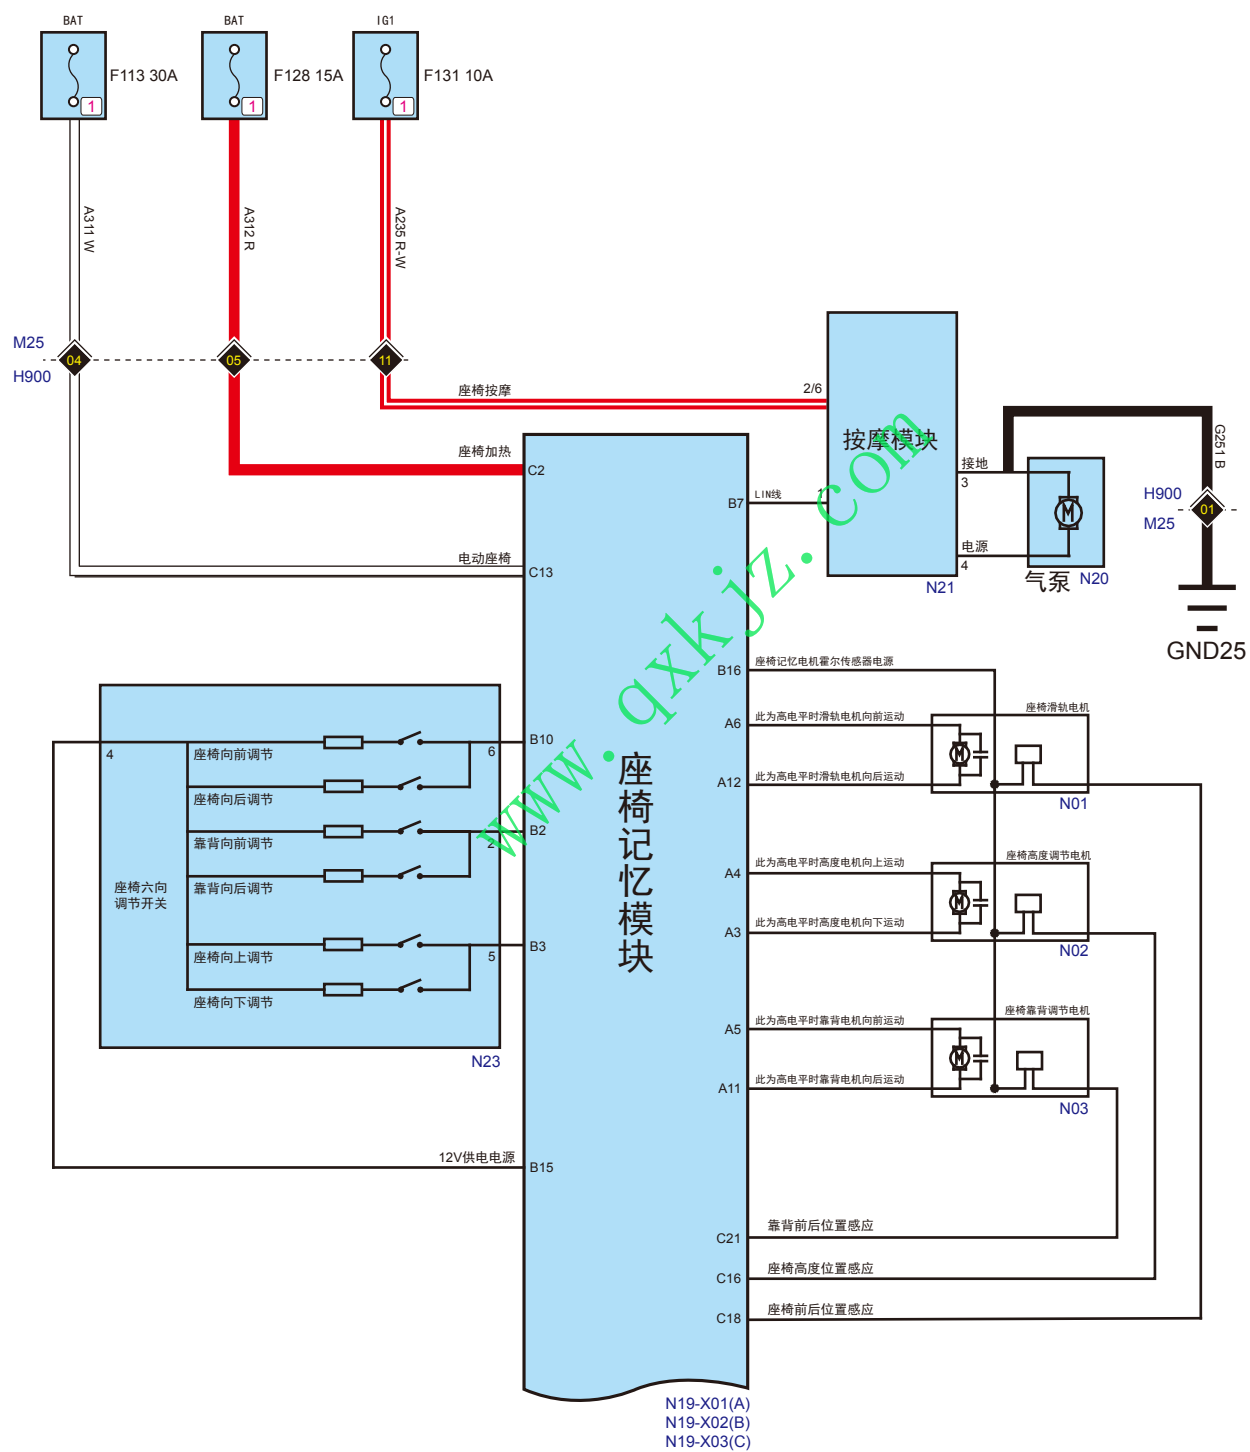 BAT
BAT
IG1
F113 30A
F128 15A
F131 10A
1
1
1
A311 W
A312 R
A235 R-W
M25
H900
04
05
11
座椅按摩
2/6
座椅加热
C2
电动座椅
C13
按摩模块
接地
3
电源
4
N21
B7
LIN线
1
气泵
N20
G251 B
H900
M25
01
GND25
B16
座椅记忆电机霍尔传感器电源
A6
此为高电平时滑轨电机向前运动
座椅滑轨电机
M
A12
此为高电平时滑轨电机向后运动
N01
A4
此为高电平时高度电机向上运动
座椅高度调节电机
M
A3
此为高电平时高度电机向下运动
N02
A5
此为高电平时靠背电机向前运动
座椅靠背调节电机
M
A11
此为高电平时靠背电机向后运动
N03
M
4
座椅向前调节
6
B10
座椅向后调节
靠背向前调节
2
B2
靠背向后调节
座椅六向
调节开关
座椅向上调节
5
B3
座椅向下调节
N23
座椅记忆模块
12V供电电源
B15
C21
靠背前后位置感应
C16
座椅高度位置感应
C18
座椅前后位置感应
N19-X01(A)
N19-X02(B)
N19-X03(C)
www.qxkjz.com